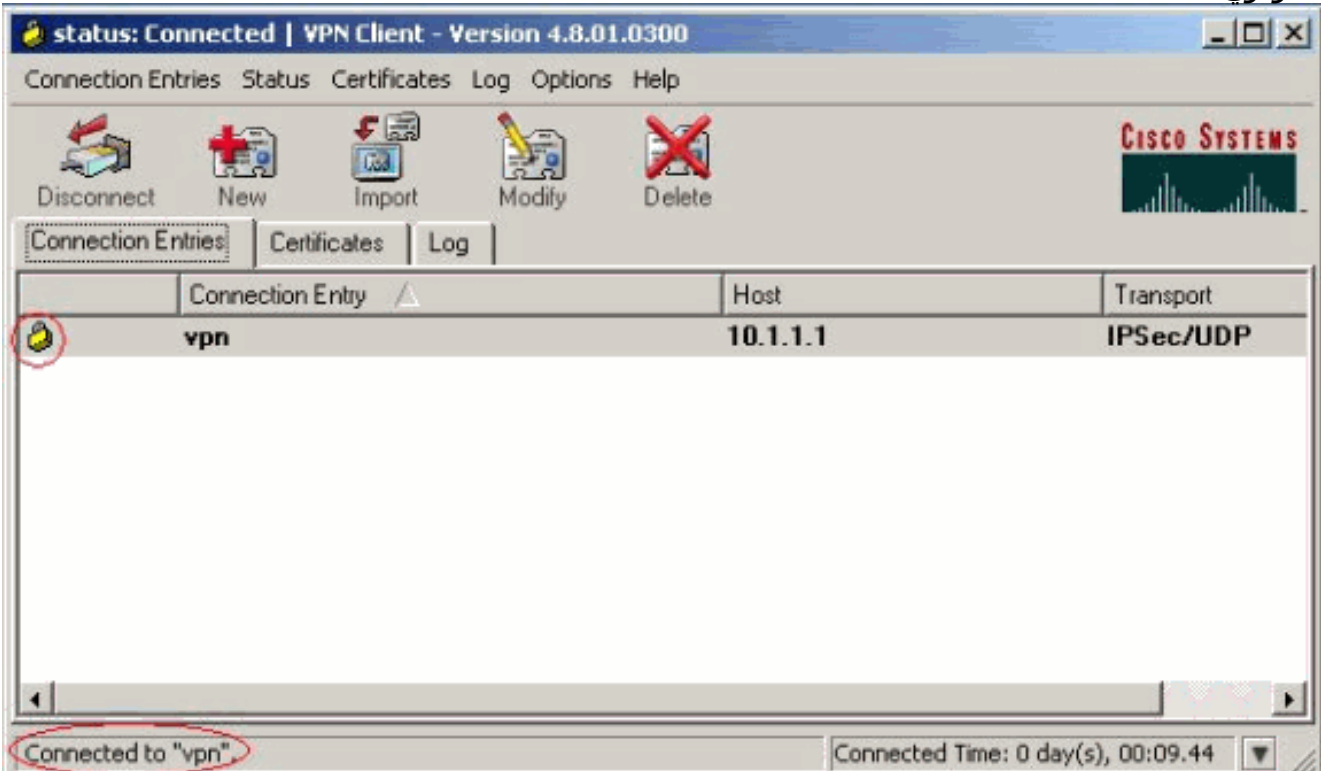 status: Connected | VPN Client - Version 4.8.01.0300
Connection Entries Status Certificates Log Options Help
Disconnect New Import Modify Delete
CISCO SYSTEMS
Connection Entries Certificates Log
Connection Entry Host Transport
vpn 10.1.1.1 IPSec/UDP
Connected to "vpn".
Connected Time: 0 day(s), 00:09.44